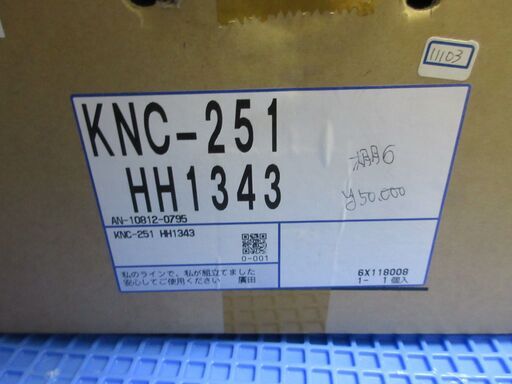 11103
KNC-251
HH1343
棚6
¥50,000
AN-10812-0795
KNC-251 HH1343
0-001
私のラインで、私が組立てました
安心してご使用ください 廣田
6X118008
1- 1個入